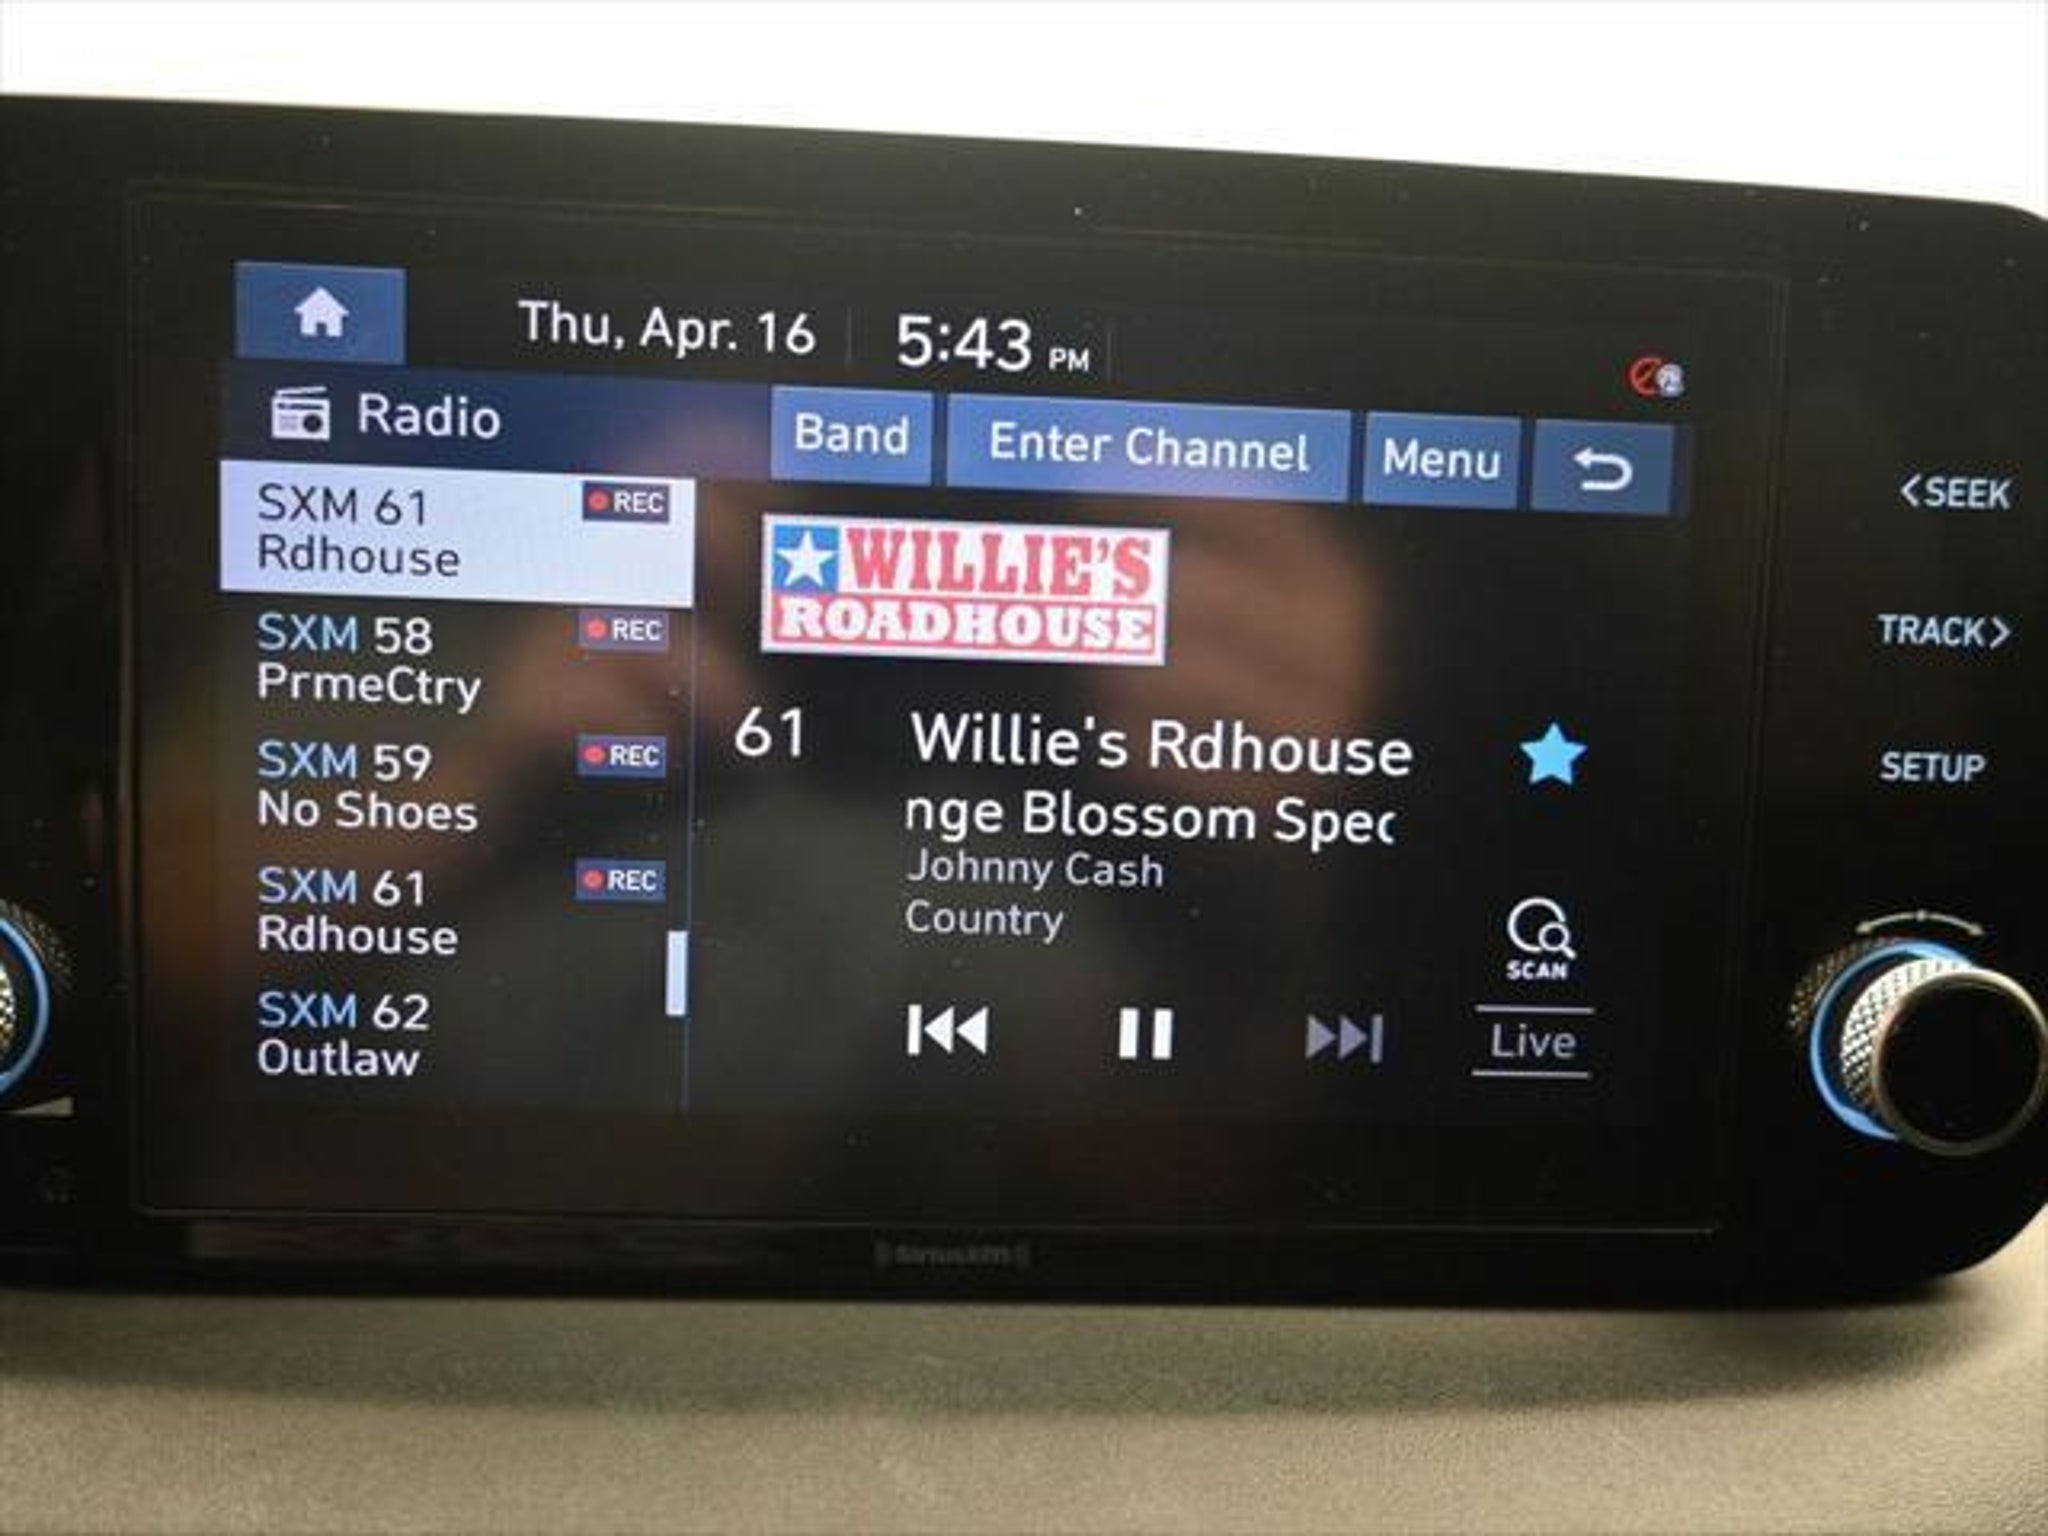 Thu, Apr. 16 5:43 PM
Radio Band Enter Channel Menu
SXM 61 REC
Rdhouse
SXM 58 REC
PrmeCtry
SXM 59 REC
No Shoes
SXM 61 REC
Rdhouse
SXM 62
Outlaw
WILLIE'S
ROADHOUSE
61 Willie's Rdhouse
nge Blossom Spec
Johnny Cash
Country
SCAN
Live
<SEEK
TRACK>
SETUP
SiriusXM